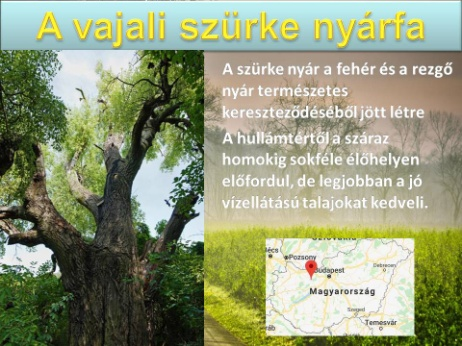 A vajali szürke nyárfa
A szürke nyár a fehér és a rezgő
nyár természetes
kereszteződéséből jött létre
A hullámtértől a száraz
homokig sokféle élőhelyen
előfordul, de legjobban a jó
vízellátású talajokat kedveli.
Pozsony
Budapest
Debrecen
Magyarország
Szeged
Temesvár